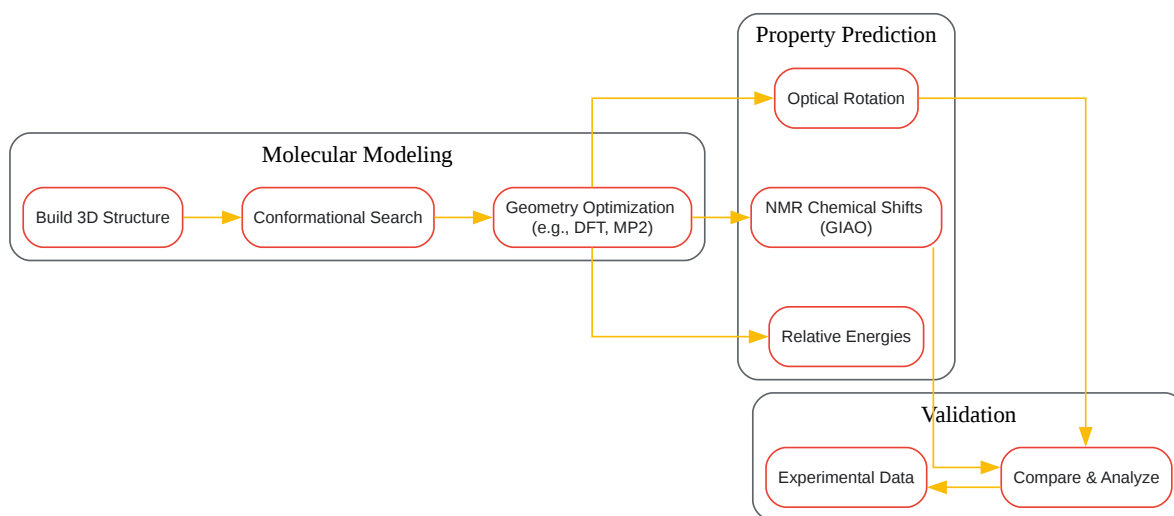 Property Prediction
Optical Rotation
Molecular Modeling
Build 3D Structure
Conformational Search
Geometry Optimization
(e.g., DFT, MP2)
NMR Chemical Shifts
(GIAO)
Relative Energies
Validation
Experimental Data
Compare & Analyze